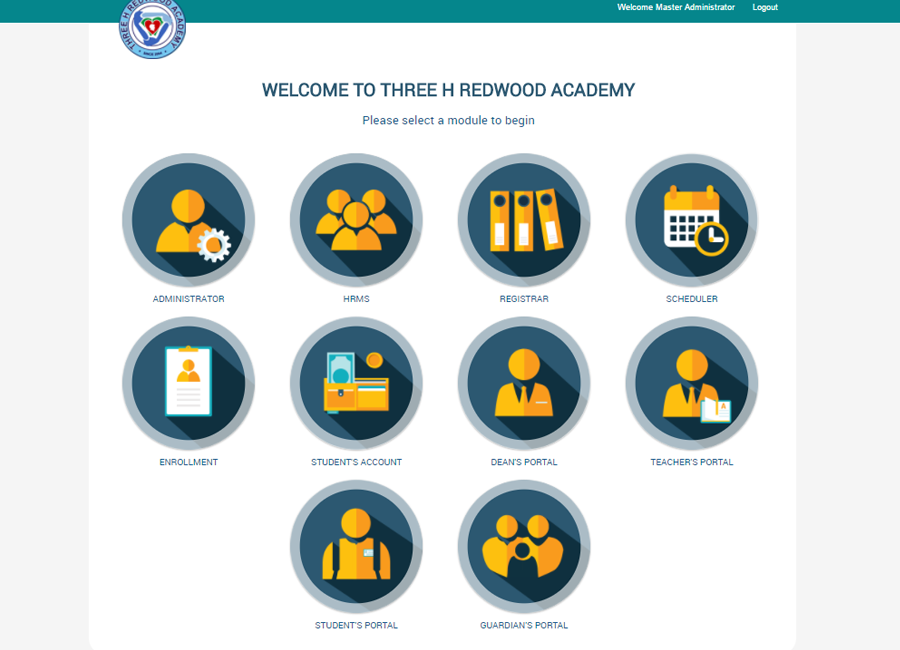 THREE H REDWOOD ACADEMY
Welcome Master Administrator Logout
WELCOME TO THREE H REDWOOD ACADEMY
Please select a module to begin
ADMINISTRATOR HRMS REGISTRAR SCHEDULER
ENROLLMENT STUDENT'S ACCOUNT DEAN'S PORTAL TEACHER'S PORTAL
STUDENT'S PORTAL GUARDIAN'S PORTAL